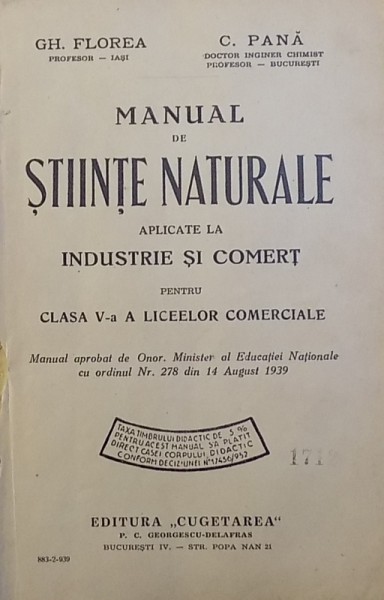 GH. FLOREA C. PANĂ
PROFESOR — IAȘI DOCTOR INGINER CHIMIST
PROFESOR — BUCUREȘTI
MANUAL
DE
ȘTIINȚE NATURALE
APLICATE LA
INDUSTRIE ȘI COMERȚ
PENTRU
CLASA V-a A LICEELOR COMERCIALE
Manual aprobat de Onor. Minister al Educației Naționale
cu ordinul Nr. 278 din 14 August 1939
TAXA TIMBRULUI DIDACTIC DE 5 %
PENTRU ACEST MANUAL S'A PLATIT
DIRECT CASEI CORPULUI DIDACTIC
CONFORM DECIZIUNEI Nº
EDITURA „CUGETAREA"
P. C. GEORGESCU-DELAFRAS
BUCUREȘTI IV. — STR. POPA NAN 21
883-2-939